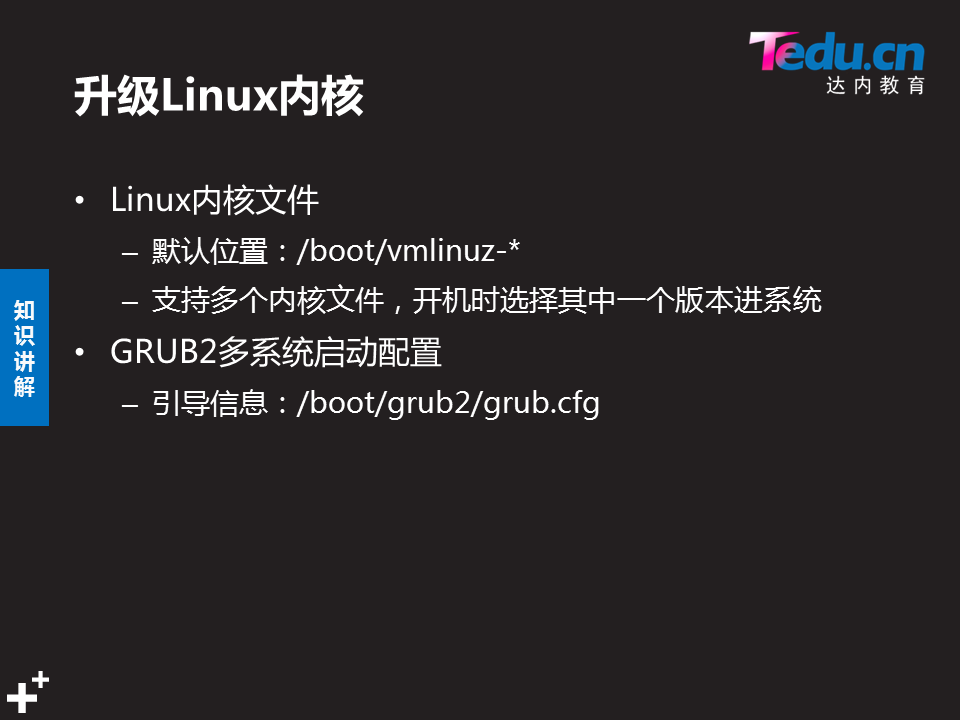 Tedu.cn
达内教育
升级Linux内核
• Linux内核文件
– 默认位置：/boot/vmlinuz-*
– 支持多个内核文件，开机时选择其中一个版本进系统
• GRUB2多系统启动配置
– 引导信息：/boot/grub2/grub.cfg
知识讲解